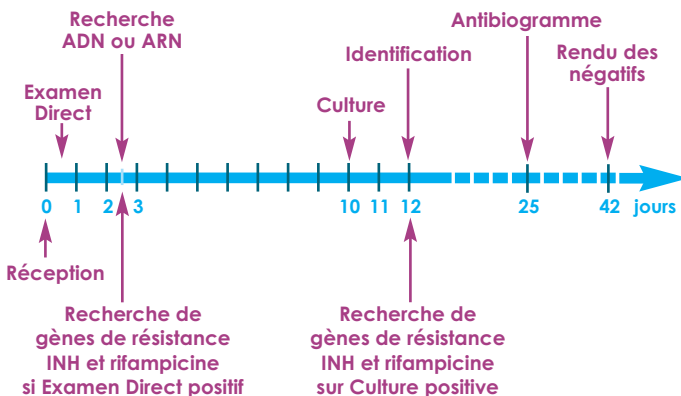 Recherche
ADN ou ARN
Antibiogramme
Identification
Rendu des
négatifs
Examen
Direct
Culture
0 1 2 3 10 11 12 25 42 jours
Réception
Recherche de
gènes de résistance
INH et rifampicine
si Examen Direct positif
Recherche de
gènes de résistance
INH et rifampicine
sur Culture positive